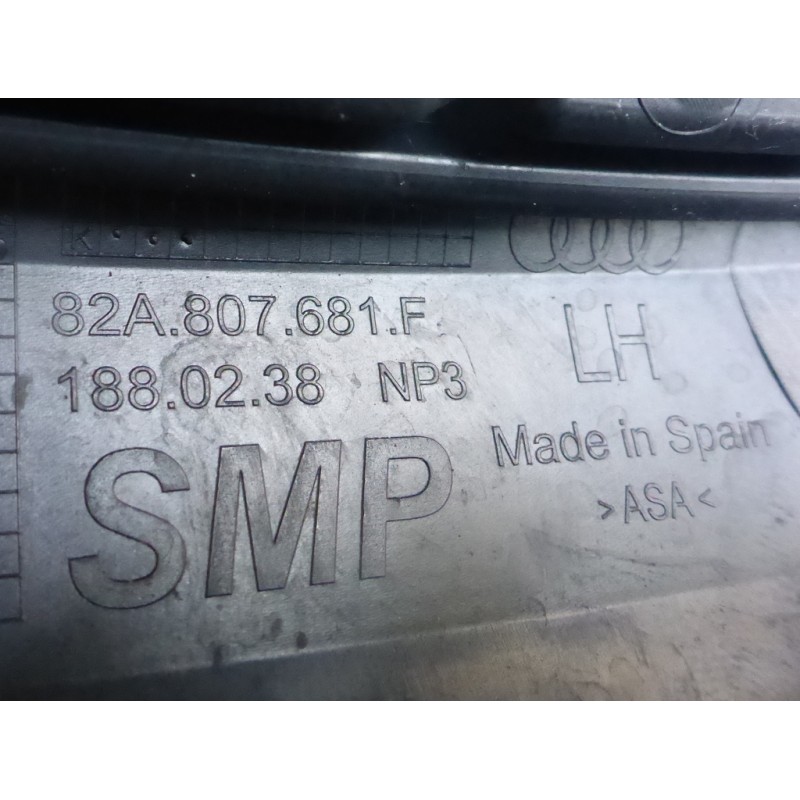 K
82A.807.681.F
188.02.38 NP3
LH
SMP
Made in Spain
>ASA<